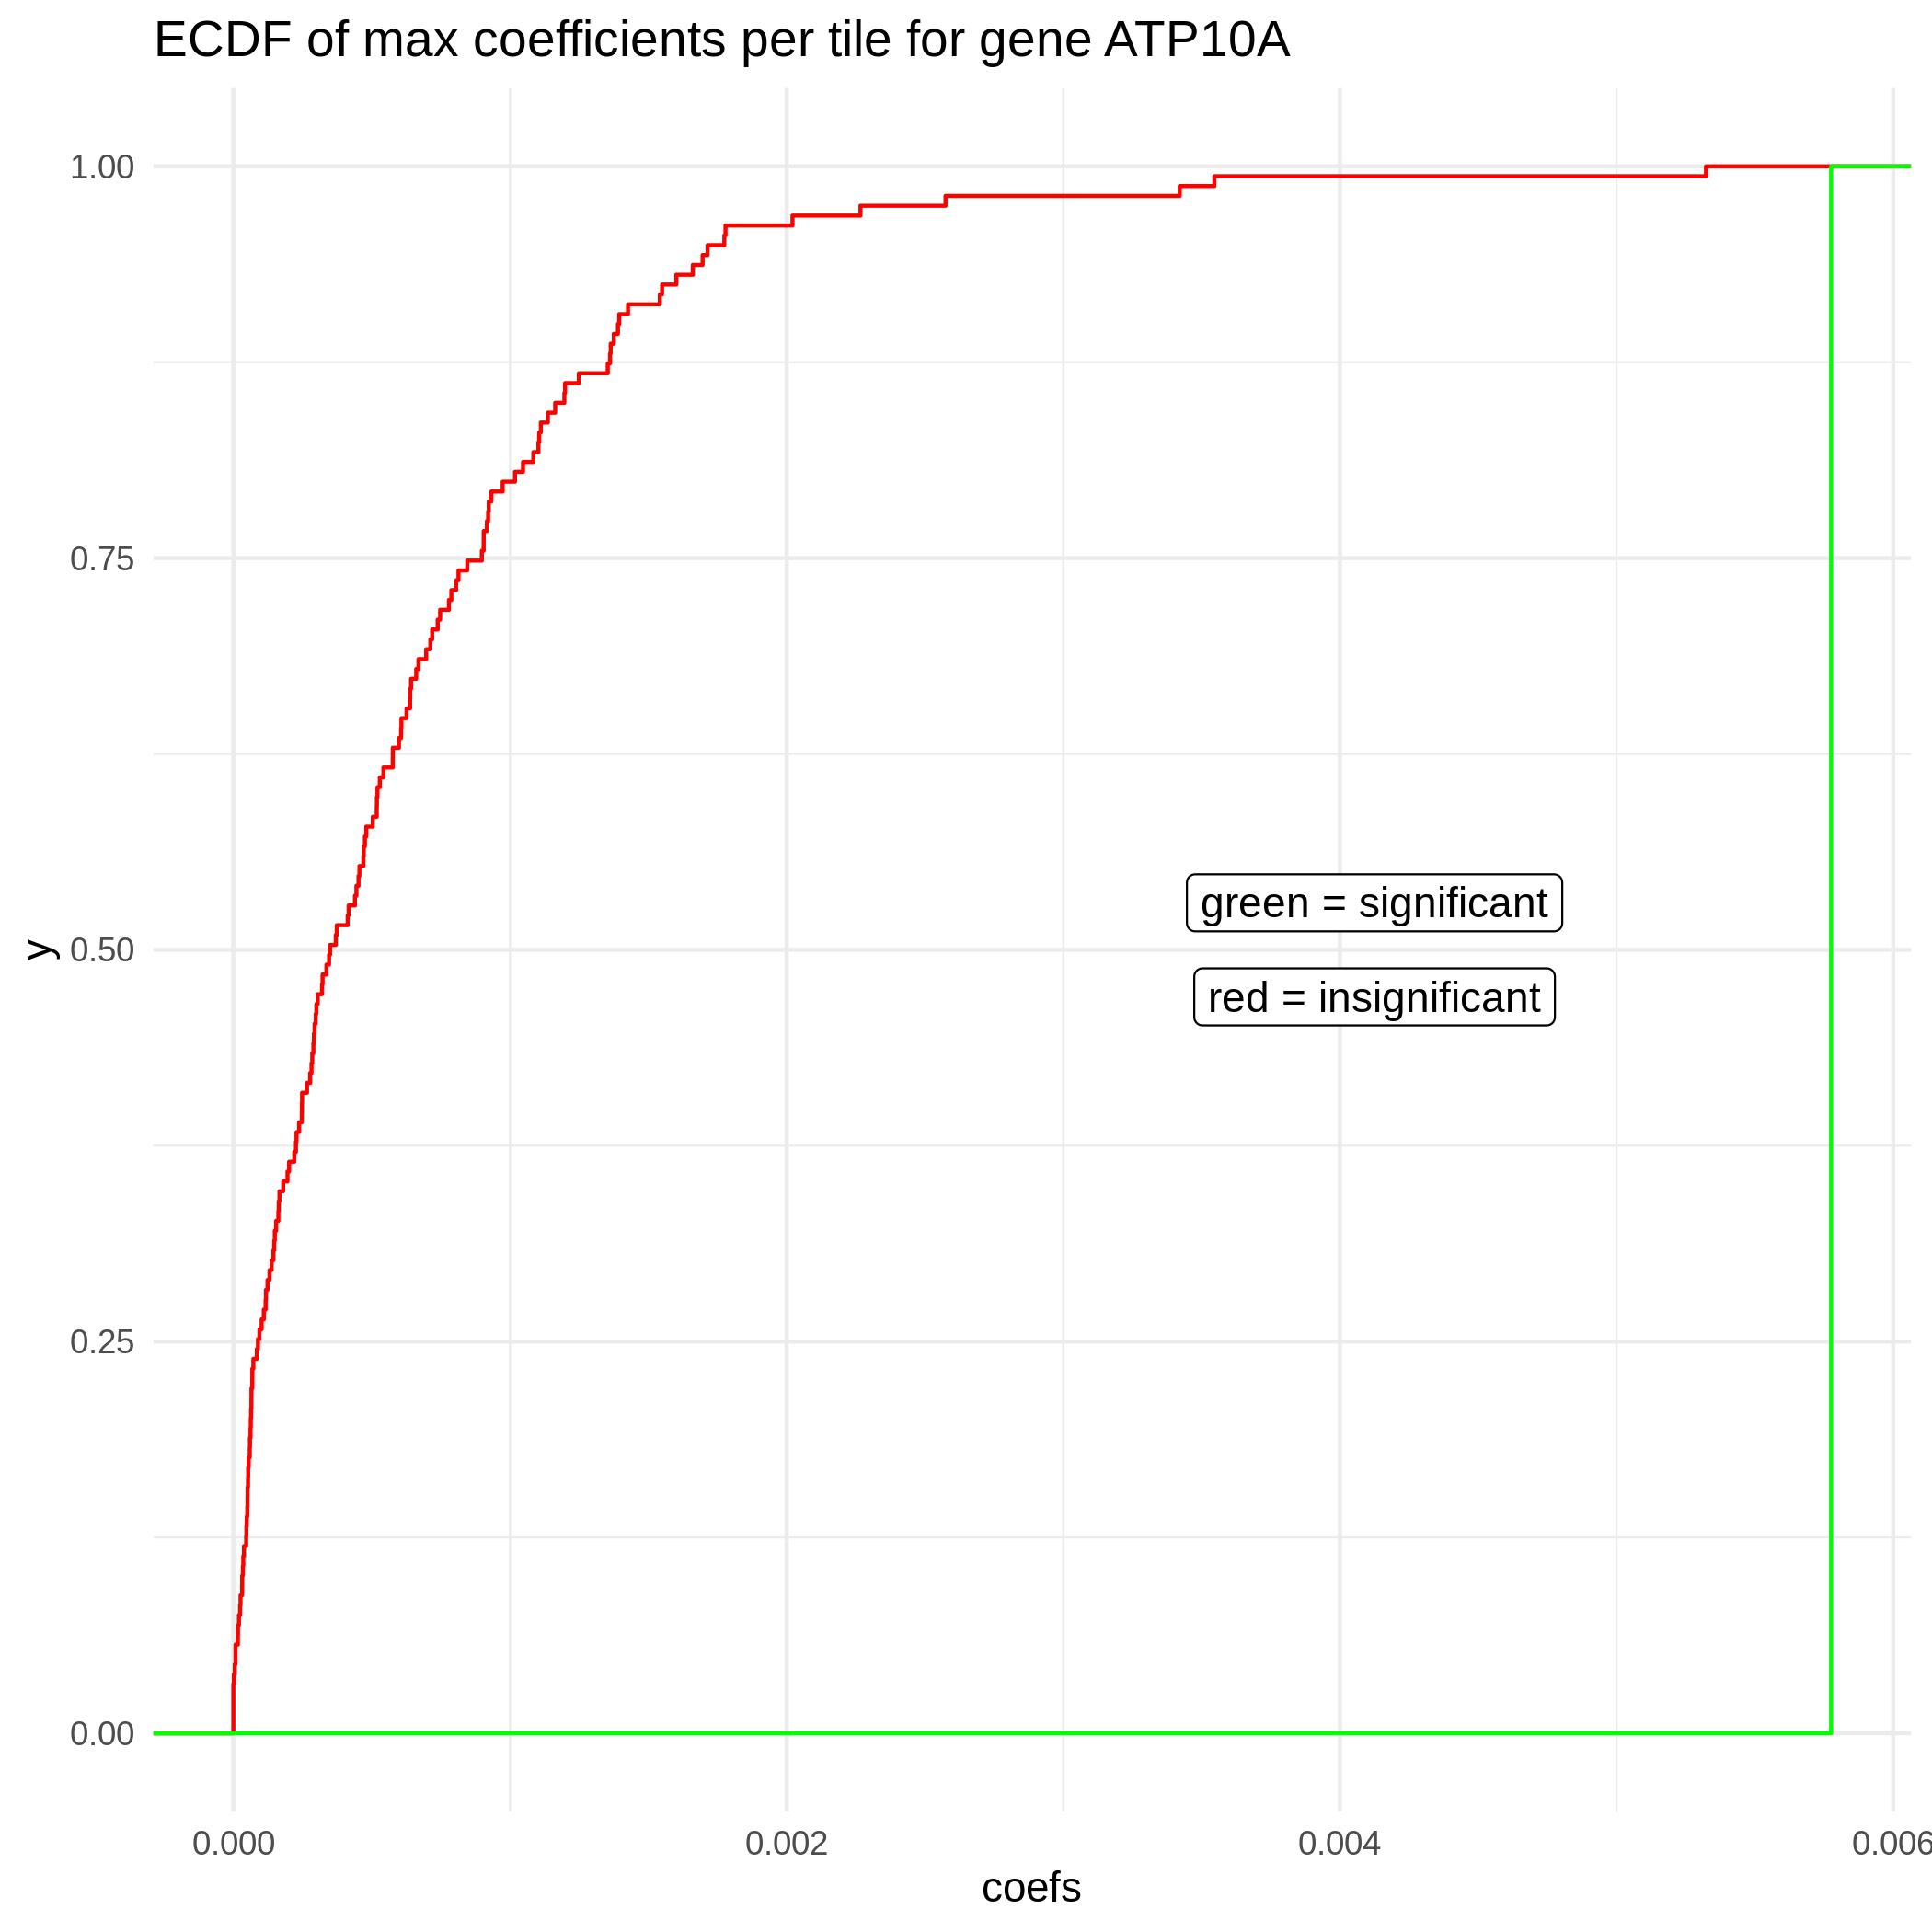 ECDF of max coefficients per tile for gene ATP10A
1.00
0.75
0.50
0.25
0.00
y
green = significant
red = insignificant
0.000
0.002
0.004
0.006
coefs